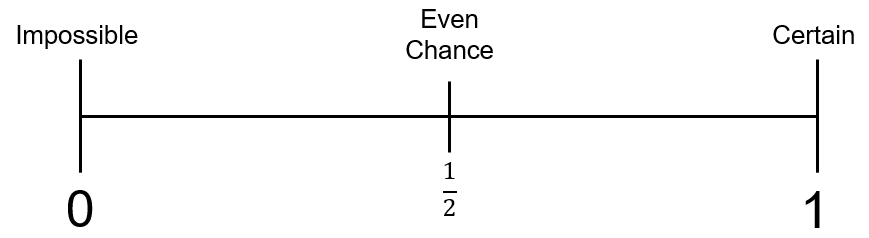 Impossible
Even
Chance
Certain
0
1/2
1